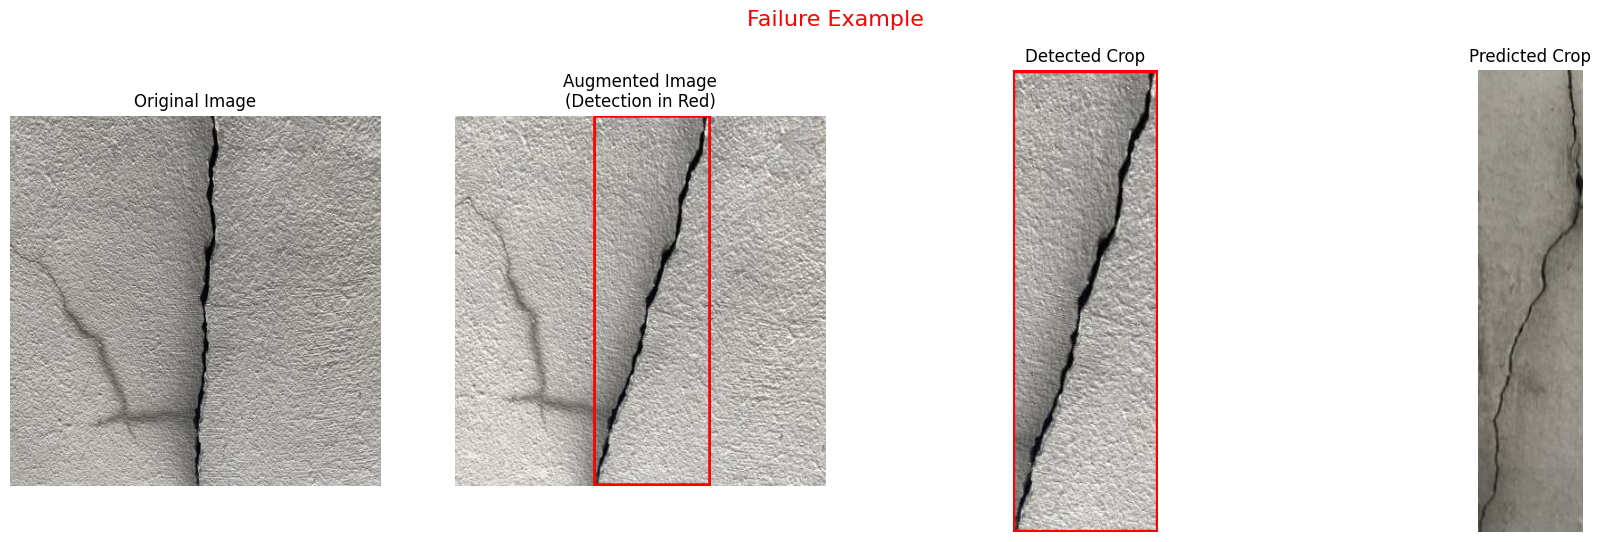 Failure Example
Original Image
Augmented Image
(Detection in Red)
Detected Crop
Predicted Crop